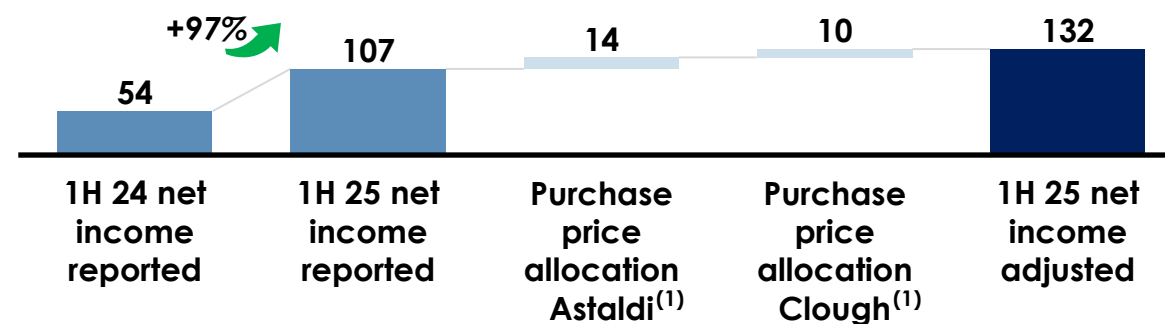 +97%
54
107
14
10
132
1H 24 net
income
reported
1H 25 net
income
reported
Purchase
price
allocation
Astaldi(1)
Purchase
price
allocation
Clough(1)
1H 25 net
income
adjusted